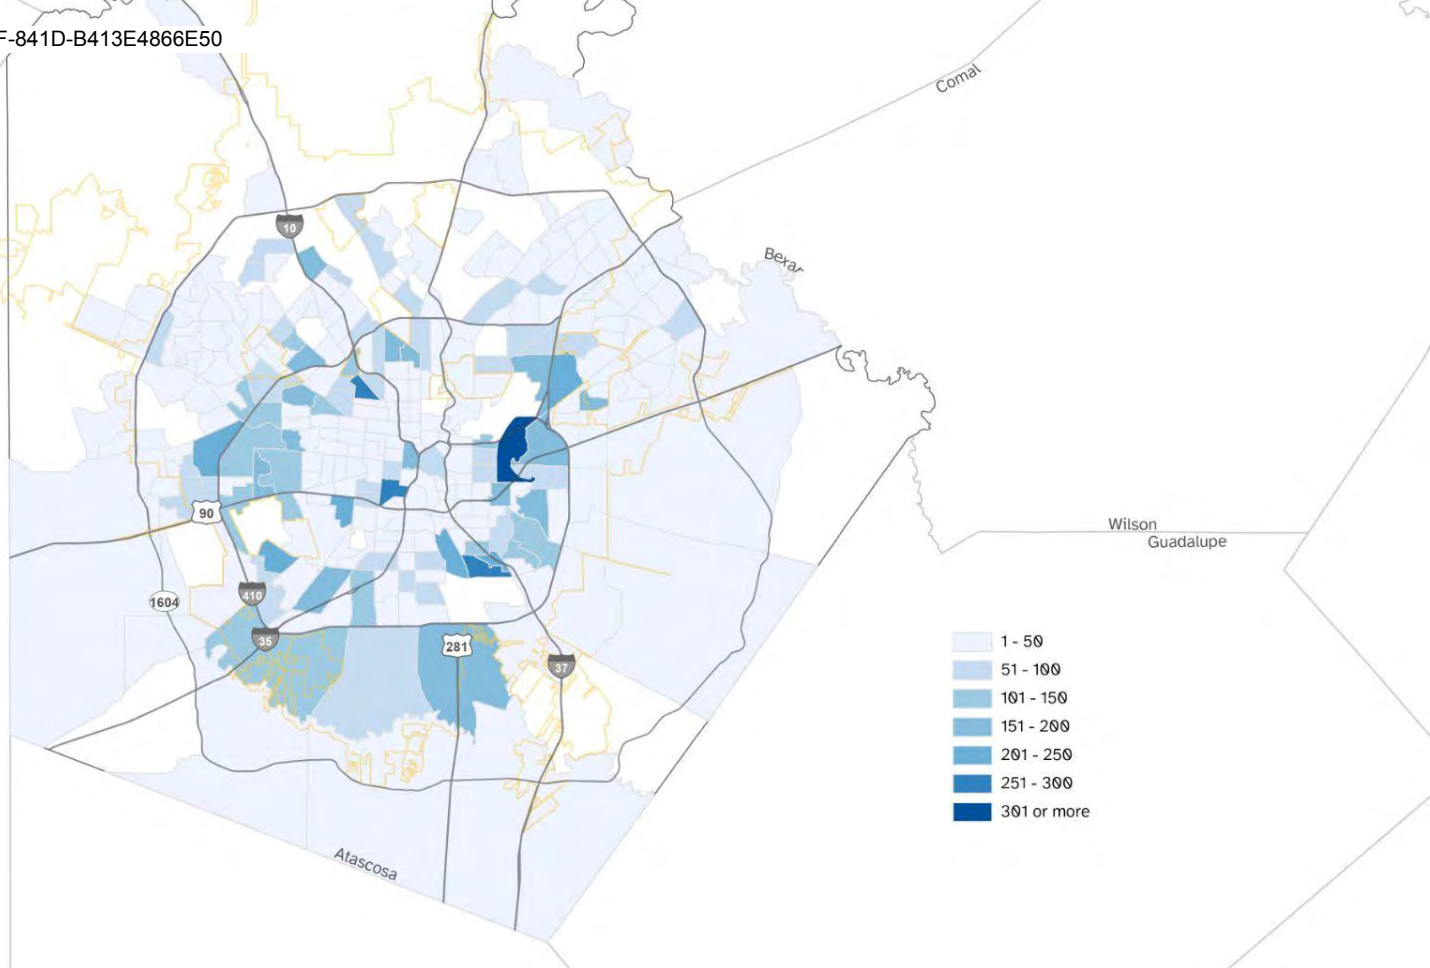 F-841D-B413E4866E50
Comal
10
Bexar
90
Wilson
Guadalupe
410
1604
35
281
37
1 - 50
51 - 100
101 - 150
151 - 200
201 - 250
251 - 300
301 or more
Atascosa